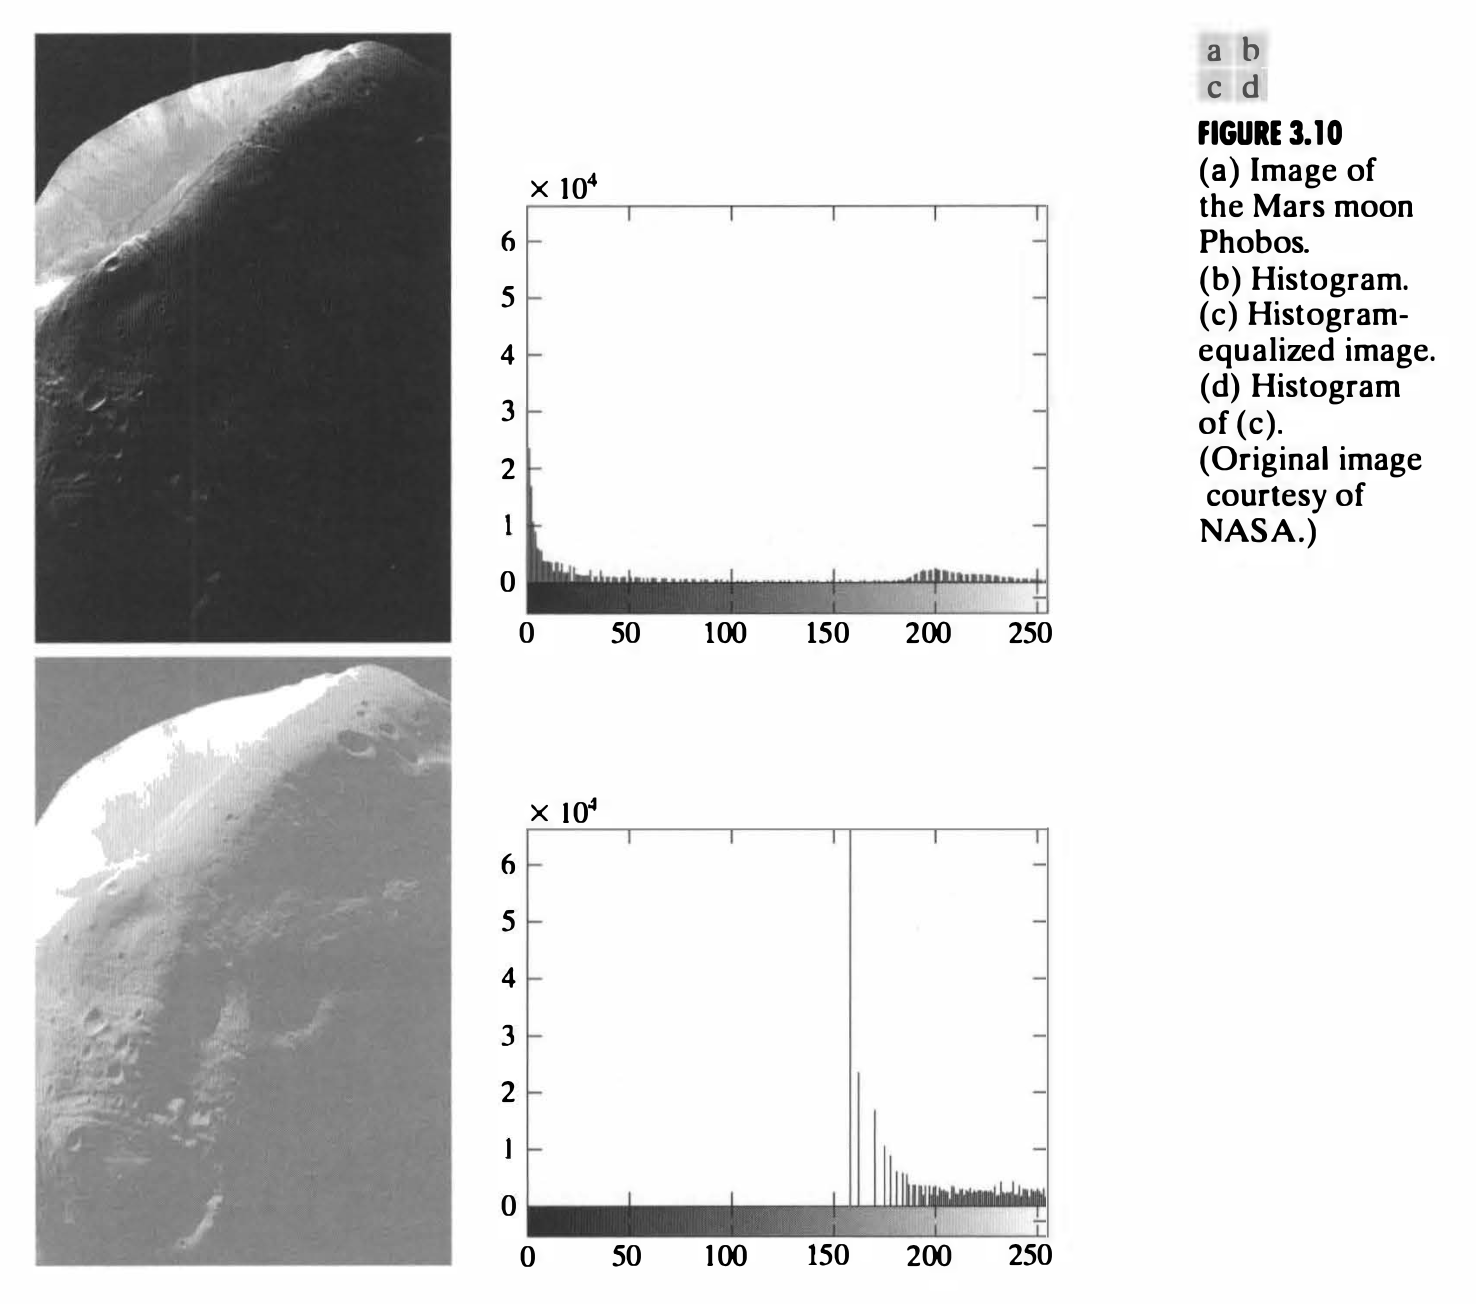 a b
c d
FIGURE 3.10
(a) Image of
the Mars moon
Phobos.
(b) Histogram.
(c) Histogram-
equalized image.
(d) Histogram
of (c).
(Original image
courtesy of
NASA.)
× 10⁴
6
5
4
3
2
1
0
0 50 100 150 200 250
× 10⁴
6
5
4
3
2
1
0
0 50 100 150 200 250